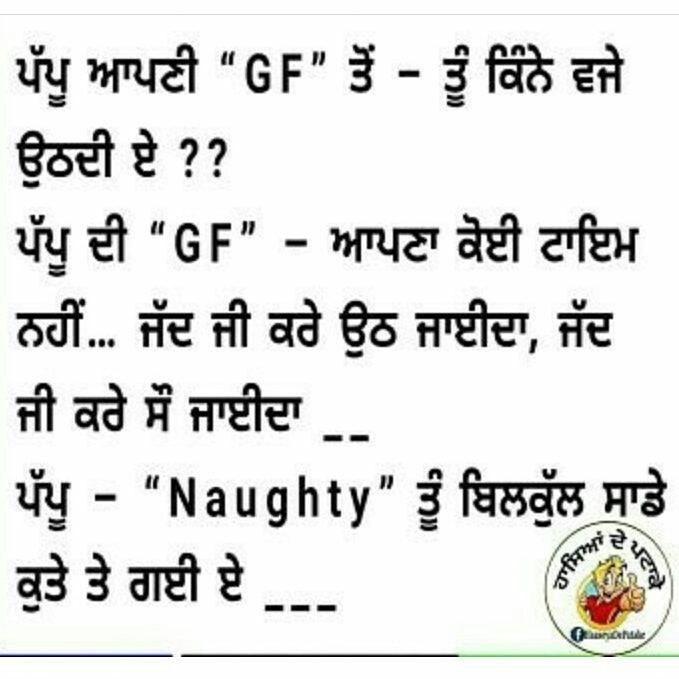 ਪੱਪੂ ਆਪਣੀ “GF” ਤੋਂ – ਤੂੰ ਕਿੰਨੇ ਵਜੇ
ਉਠਦੀ ਏ ??
ਪੱਪੂ ਦੀ “GF” – ਆਪਣਾ ਕੋਈ ਟਾਇਮ
ਨਹੀਂ... ਜੱਦ ਜੀ ਕਰੇ ਉਠ ਜਾਈਦਾ, ਜੱਦ
ਜੀ ਕਰੇ ਸੌ ਜਾਈਦਾ __
ਪੱਪੂ – “Naughty” ਤੂੰ ਬਿਲਕੁੱਲ ਸਾਡੇ
ਕੁਤੇ ਤੇ ਗਈ ਏ ___
ਹਾਸਿਆਂ ਦੇ ਪਟਾਕੇ